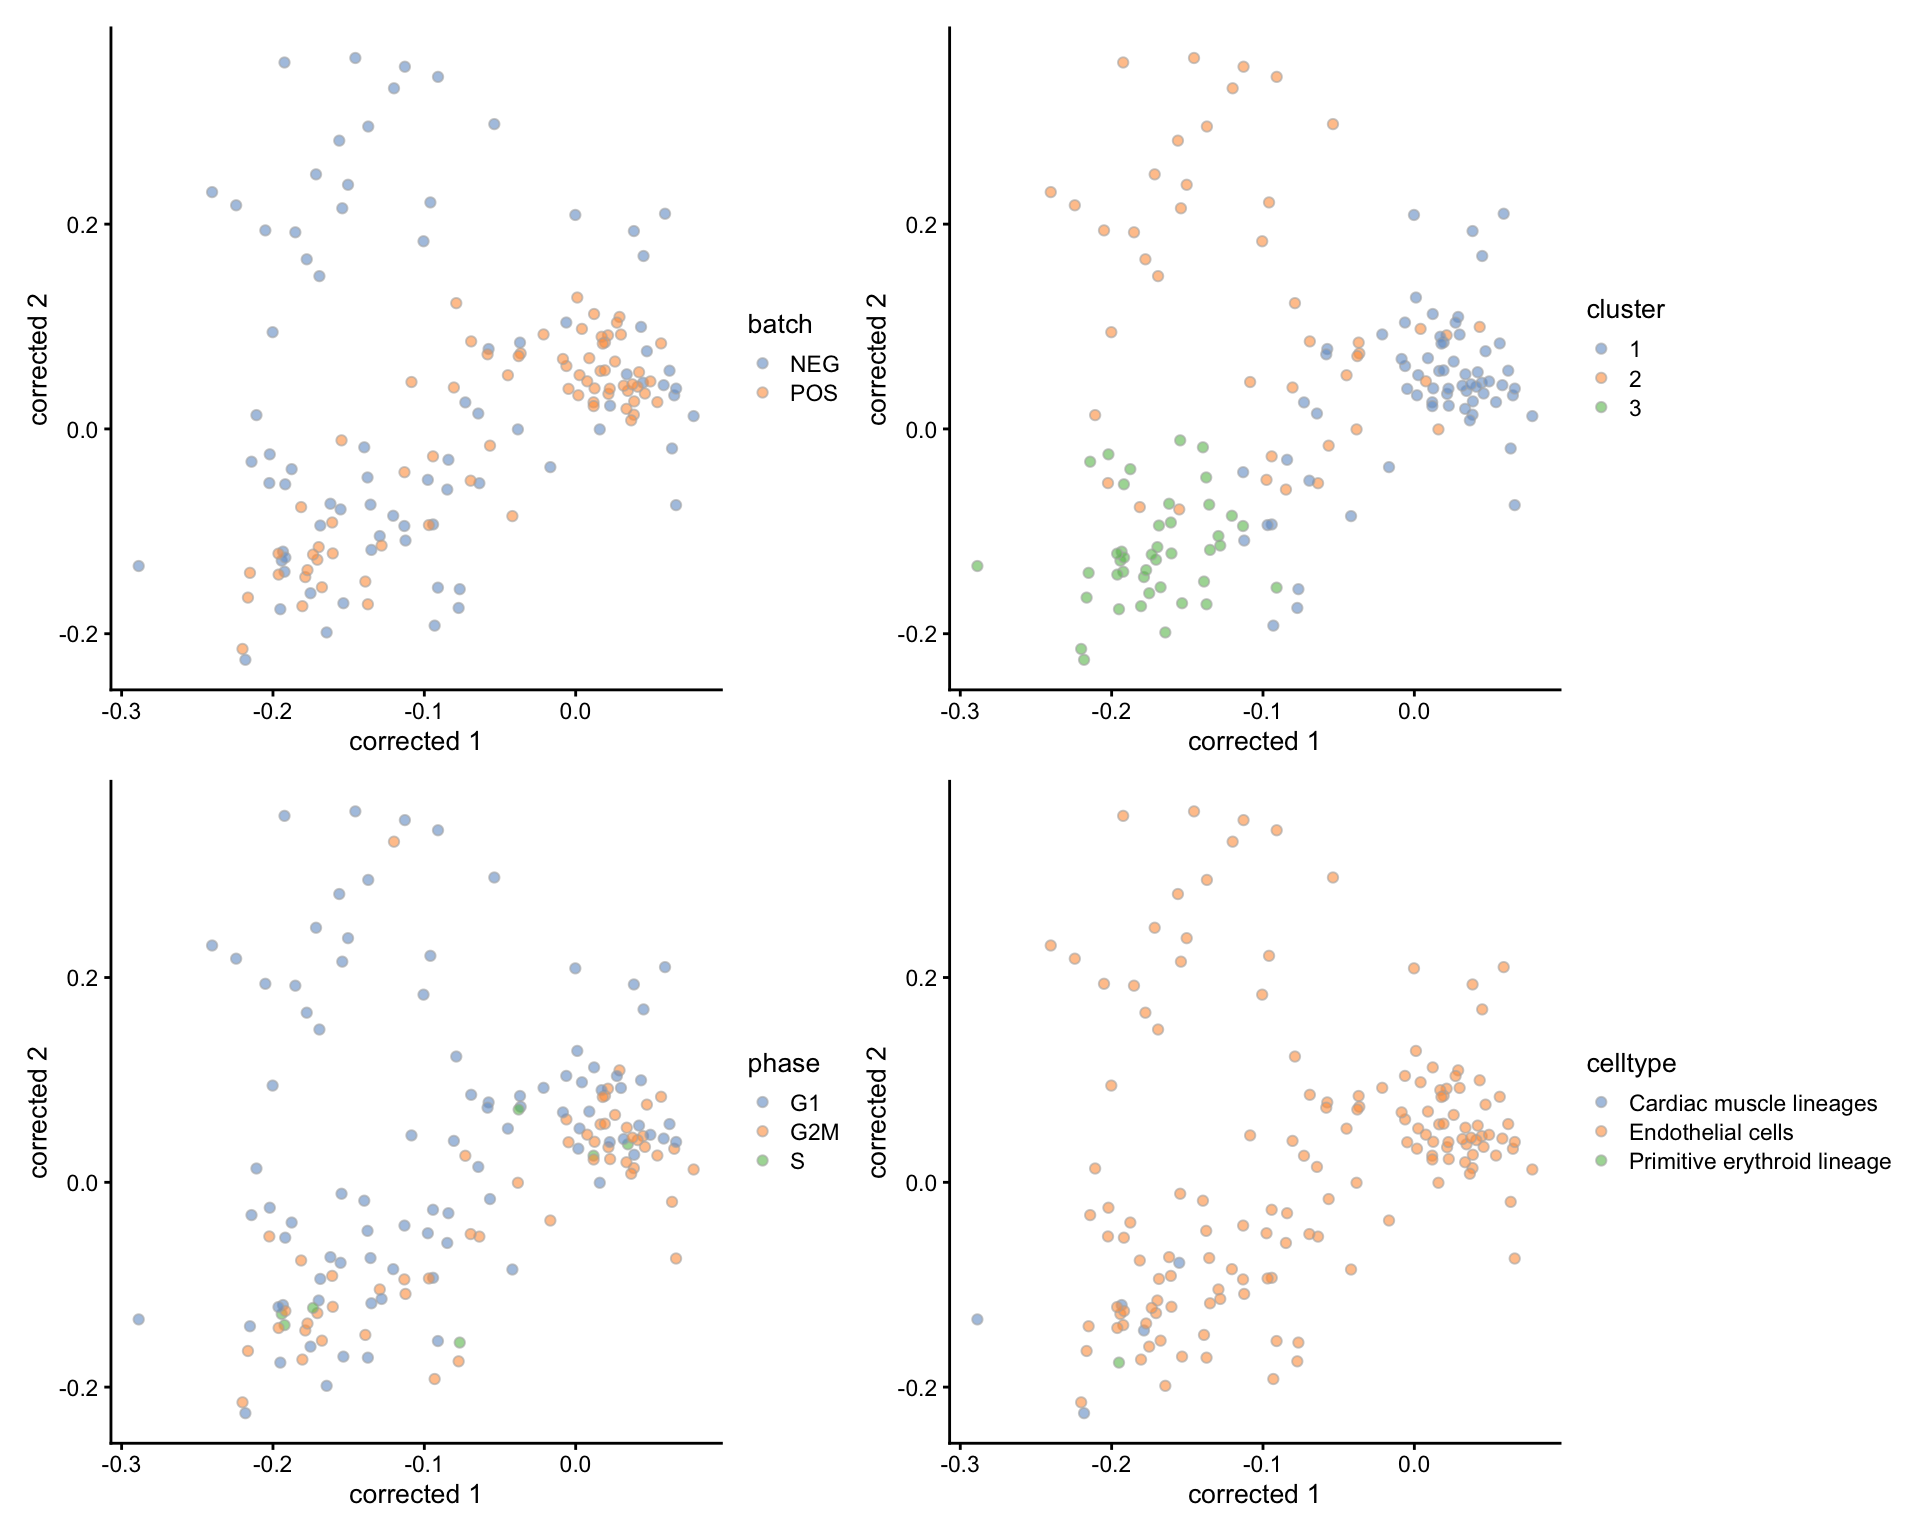 0.2
0.0
-0.2
corrected 2
-0.3 -0.2 -0.1 0.0
corrected 1
batch
NEG
POS
0.2
0.0
-0.2
corrected 2
-0.3 -0.2 -0.1 0.0
corrected 1
cluster
1
2
3
0.2
0.0
-0.2
corrected 2
-0.3 -0.2 -0.1 0.0
corrected 1
phase
G1
G2M
S
0.2
0.0
-0.2
corrected 2
-0.3 -0.2 -0.1 0.0
corrected 1
celltype
Cardiac muscle lineages
Endothelial cells
Primitive erythroid lineage